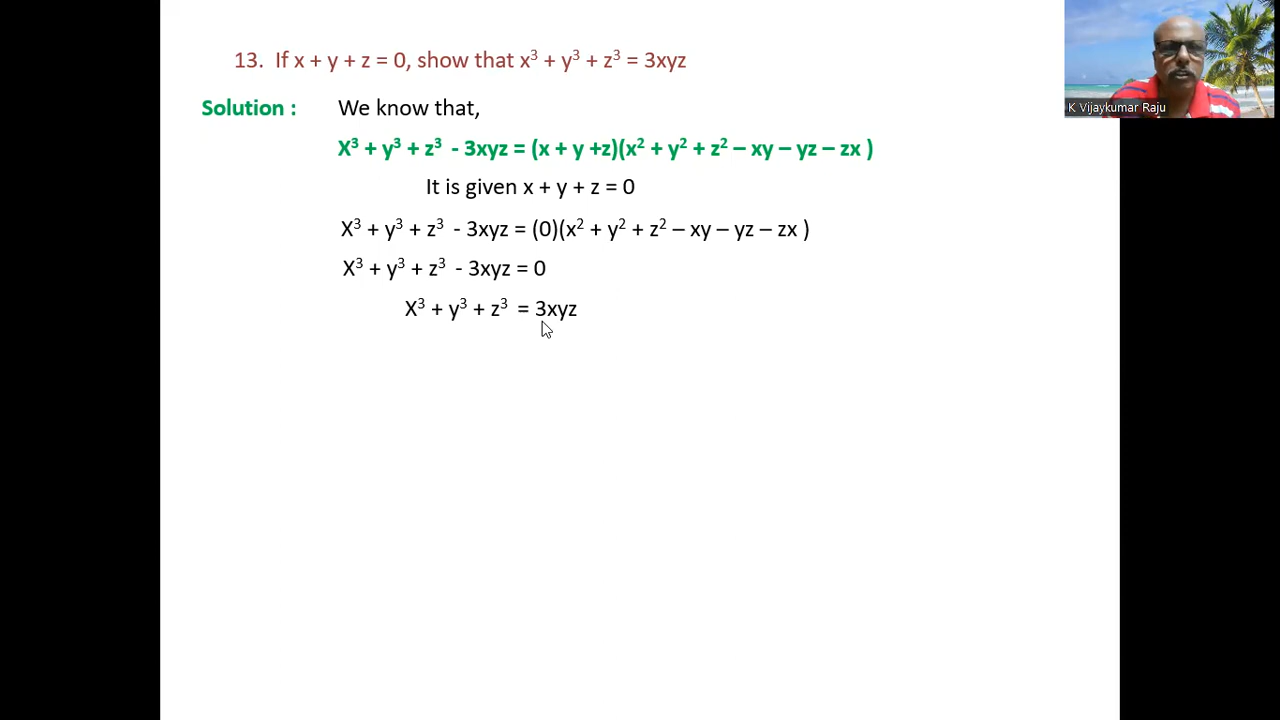 13. If x + y + z = 0, show that x³ + y³ + z³ = 3xyz
Solution : We know that,
X³ + y³ + z³ - 3xyz = (x + y +z)(x² + y² + z² – xy – yz – zx )
It is given x + y + z = 0
X³ + y³ + z³ - 3xyz = (0)(x² + y² + z² – xy – yz – zx )
X³ + y³ + z³ - 3xyz = 0
X³ + y³ + z³ = 3xyz
K Vijaykumar Raju